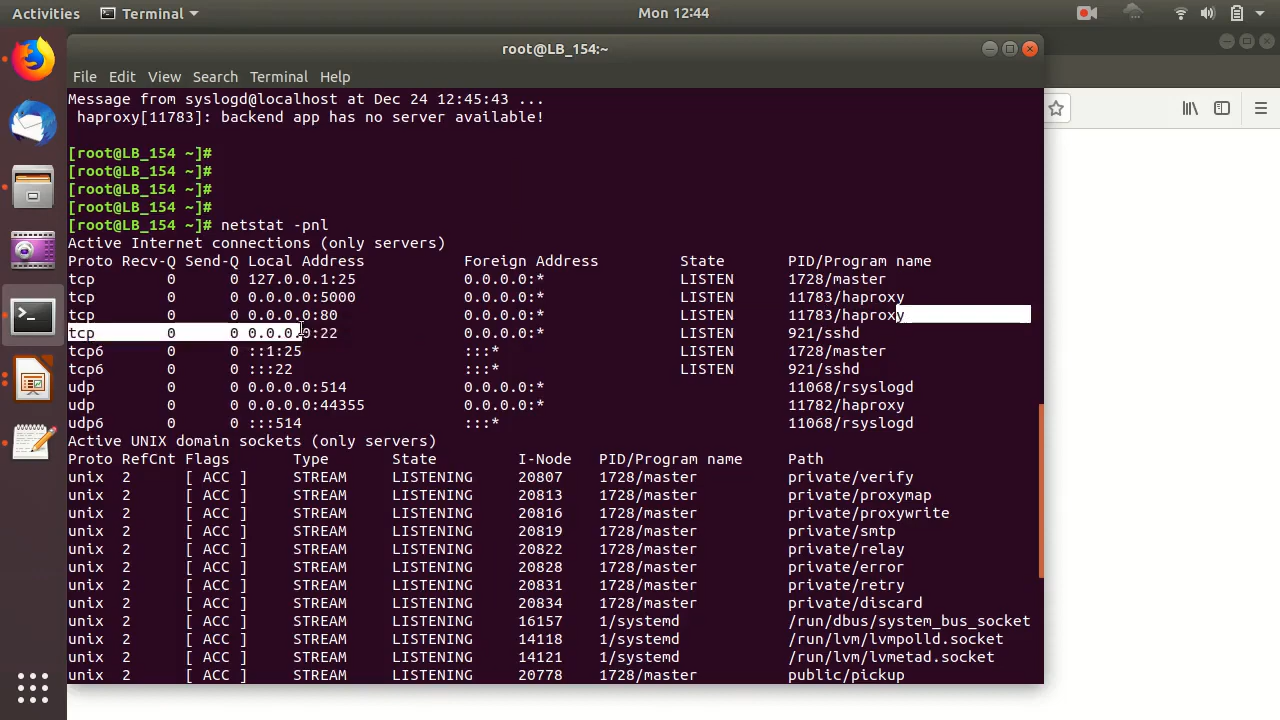 Activities Terminal Mon 12:44
root@LB_154:~
File Edit View Search Terminal Help
Message from syslogd@localhost at Dec 24 12:45:43 ...
haproxy[11783]: backend app has no server available!
[root@LB_154 ~]#
[root@LB_154 ~]#
[root@LB_154 ~]#
[root@LB_154 ~]#
[root@LB_154 ~]# netstat -pnl
Active Internet connections (only servers)
Proto Recv-Q Send-Q Local Address Foreign Address State PID/Program name
tcp 0 0 127.0.0.1:25 0.0.0.0:* LISTEN 1728/master
tcp 0 0 0.0.0.0:5000 0.0.0.0:* LISTEN 11783/haproxy
tcp 0 0 0.0.0.0:80 0.0.0.0:* LISTEN 11783/haproxy
tcp 0 0 0.0.0.0:22 0.0.0.0:* LISTEN 921/sshd
tcp6 0 0 ::1:25 :::* LISTEN 1728/master
tcp6 0 0 :::22 :::* LISTEN 921/sshd
udp 0 0 0.0.0.0:514 0.0.0.0:* 11068/rsyslogd
udp 0 0 0.0.0.0:44355 0.0.0.0:* 11782/haproxy
udp6 0 0 :::514 :::* 11068/rsyslogd
Active UNIX domain sockets (only servers)
Proto RefCnt Flags Type State I-Node PID/Program name Path
unix 2 [ ACC ] STREAM LISTENING 20807 1728/master private/verify
unix 2 [ ACC ] STREAM LISTENING 20813 1728/master private/proxymap
unix 2 [ ACC ] STREAM LISTENING 20816 1728/master private/proxywrite
unix 2 [ ACC ] STREAM LISTENING 20819 1728/master private/smtp
unix 2 [ ACC ] STREAM LISTENING 20822 1728/master private/relay
unix 2 [ ACC ] STREAM LISTENING 20828 1728/master private/error
unix 2 [ ACC ] STREAM LISTENING 20831 1728/master private/retry
unix 2 [ ACC ] STREAM LISTENING 20834 1728/master private/discard
unix 2 [ ACC ] STREAM LISTENING 16157 1/systemd /run/dbus/system_bus_socket
unix 2 [ ACC ] STREAM LISTENING 14118 1/systemd /run/lvm/lvmpolld.socket
unix 2 [ ACC ] STREAM LISTENING 14121 1/systemd /run/lvm/lvmetad.socket
unix 2 [ ACC ] STREAM LISTENING 20778 1728/master public/pickup